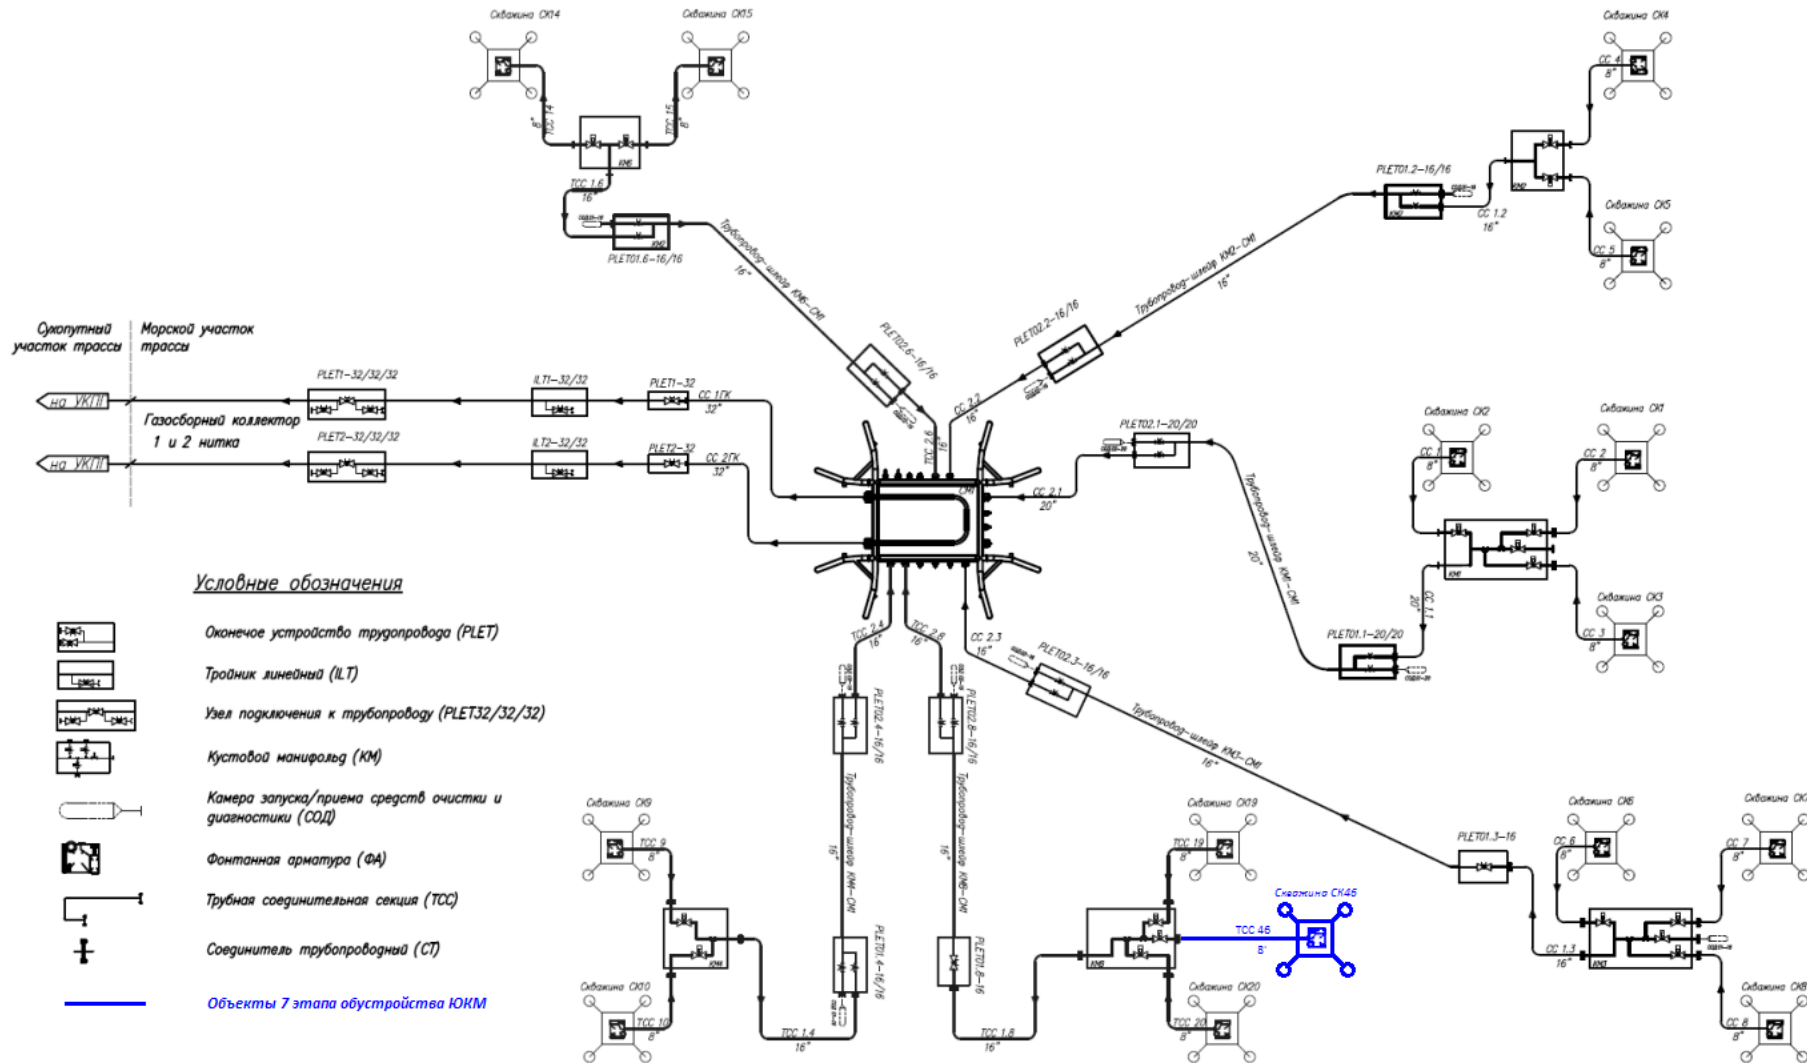 Скважина СК14
Скважина СК15
Скважина СК4
ТСС 14
8"
ТСС 15
8"
КМ6
ТСС 1.6
16"
КМ2
PLET01.6-16/16
Трубопровод-шлейф КМ6-СМ1
16"
PLET02.6-16/16
ТСС 2.6
16"
СС 4
8"
КМ2
PLET01.2-16/16
КМ2
СС 1.2
16"
Скважина СК5
СС 5
8"
Трубопровод-шлейф КМ2-СМ1
16"
PLET02.2-16/16
СС 2.2
16"
Сухопутный
участок трассы
Морской участок
трассы
PLET1-32/32/32
ILT1-32/32
PLET1-32
СС 1ГК
32"
на УКПГ
Газосборный коллектор
1 и 2 нитка
PLET2-32/32/32
ILT2-32/32
PLET2-32
СС 2ГК
32"
на УКПГ
СМ1
PLET02.1-20/20
СС 2.1
20"
Трубопровод-шлейф КМ1-СМ1
20"
Скважина СК2
СС 1
8"
Скважина СК1
СС 2
8"
КМ1
СС 1.1
20"
Скважина СК3
СС 3
8"
PLET01.1-20/20
Условные обозначения
Оконечое устройство трудопровода (PLET)
Тройник линейный (ILT)
Узел подключения к трубопроводу (PLET32/32/32)
Кустовой манифольд (КМ)
Камера запуска/приема средств очистки и
диагностики (СОД)
Фонтанная арматура (ФА)
Трубная соединительная секция (ТСС)
Соединитель трубопроводный (СТ)
Объекты 7 этапа обустройства ЮКМ
ТСС 2.4
16"
ТСС 2.8
16"
СС 2.3
16"
PLET02.4-16/16
PLET02.8-16/16
PLET02.3-16/16
Трубопровод-шлейф КМ4-СМ1
16"
Трубопровод-шлейф КМ8-СМ1
16"
Трубопровод-шлейф КМ3-СМ1
16"
Скважина СК9
ТСС 9
8"
КМ4
Скважина СК10
ТСС 10
8"
ТСС 1.4
16"
PLET01.4-16/16
PLET01.8-16
ТСС 1.8
16"
Скважина СК19
ТСС 19
8"
Скважина СК46
ТСС 46
8'
Скважина СК20
ТСС 20
8"
PLET01.3-16
СС 1.3
16"
Скважина СК6
СС 6
8"
Скважина СК7
СС 7
8"
КМ3
Скважина СК8
СС 8
8"